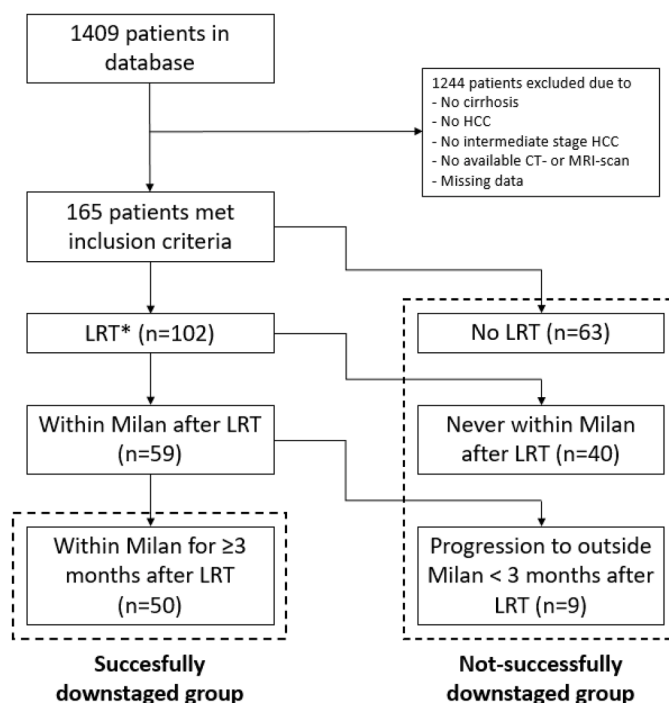 1409 patients in
database
1244 patients excluded due to
- No cirrhosis
- No HCC
- No intermediate stage HCC
- No available CT- or MRI-scan
- Missing data
165 patients met
inclusion criteria
LRT* (n=102)
No LRT (n=63)
Within Milan after LRT
(n=59)
Never within Milan
after LRT (n=40)
Within Milan for ≥3
months after LRT
(n=50)
Progression to outside
Milan < 3 months after
LRT (n=9)
Succesfully
downstaged group
Not-successfully
downstaged group